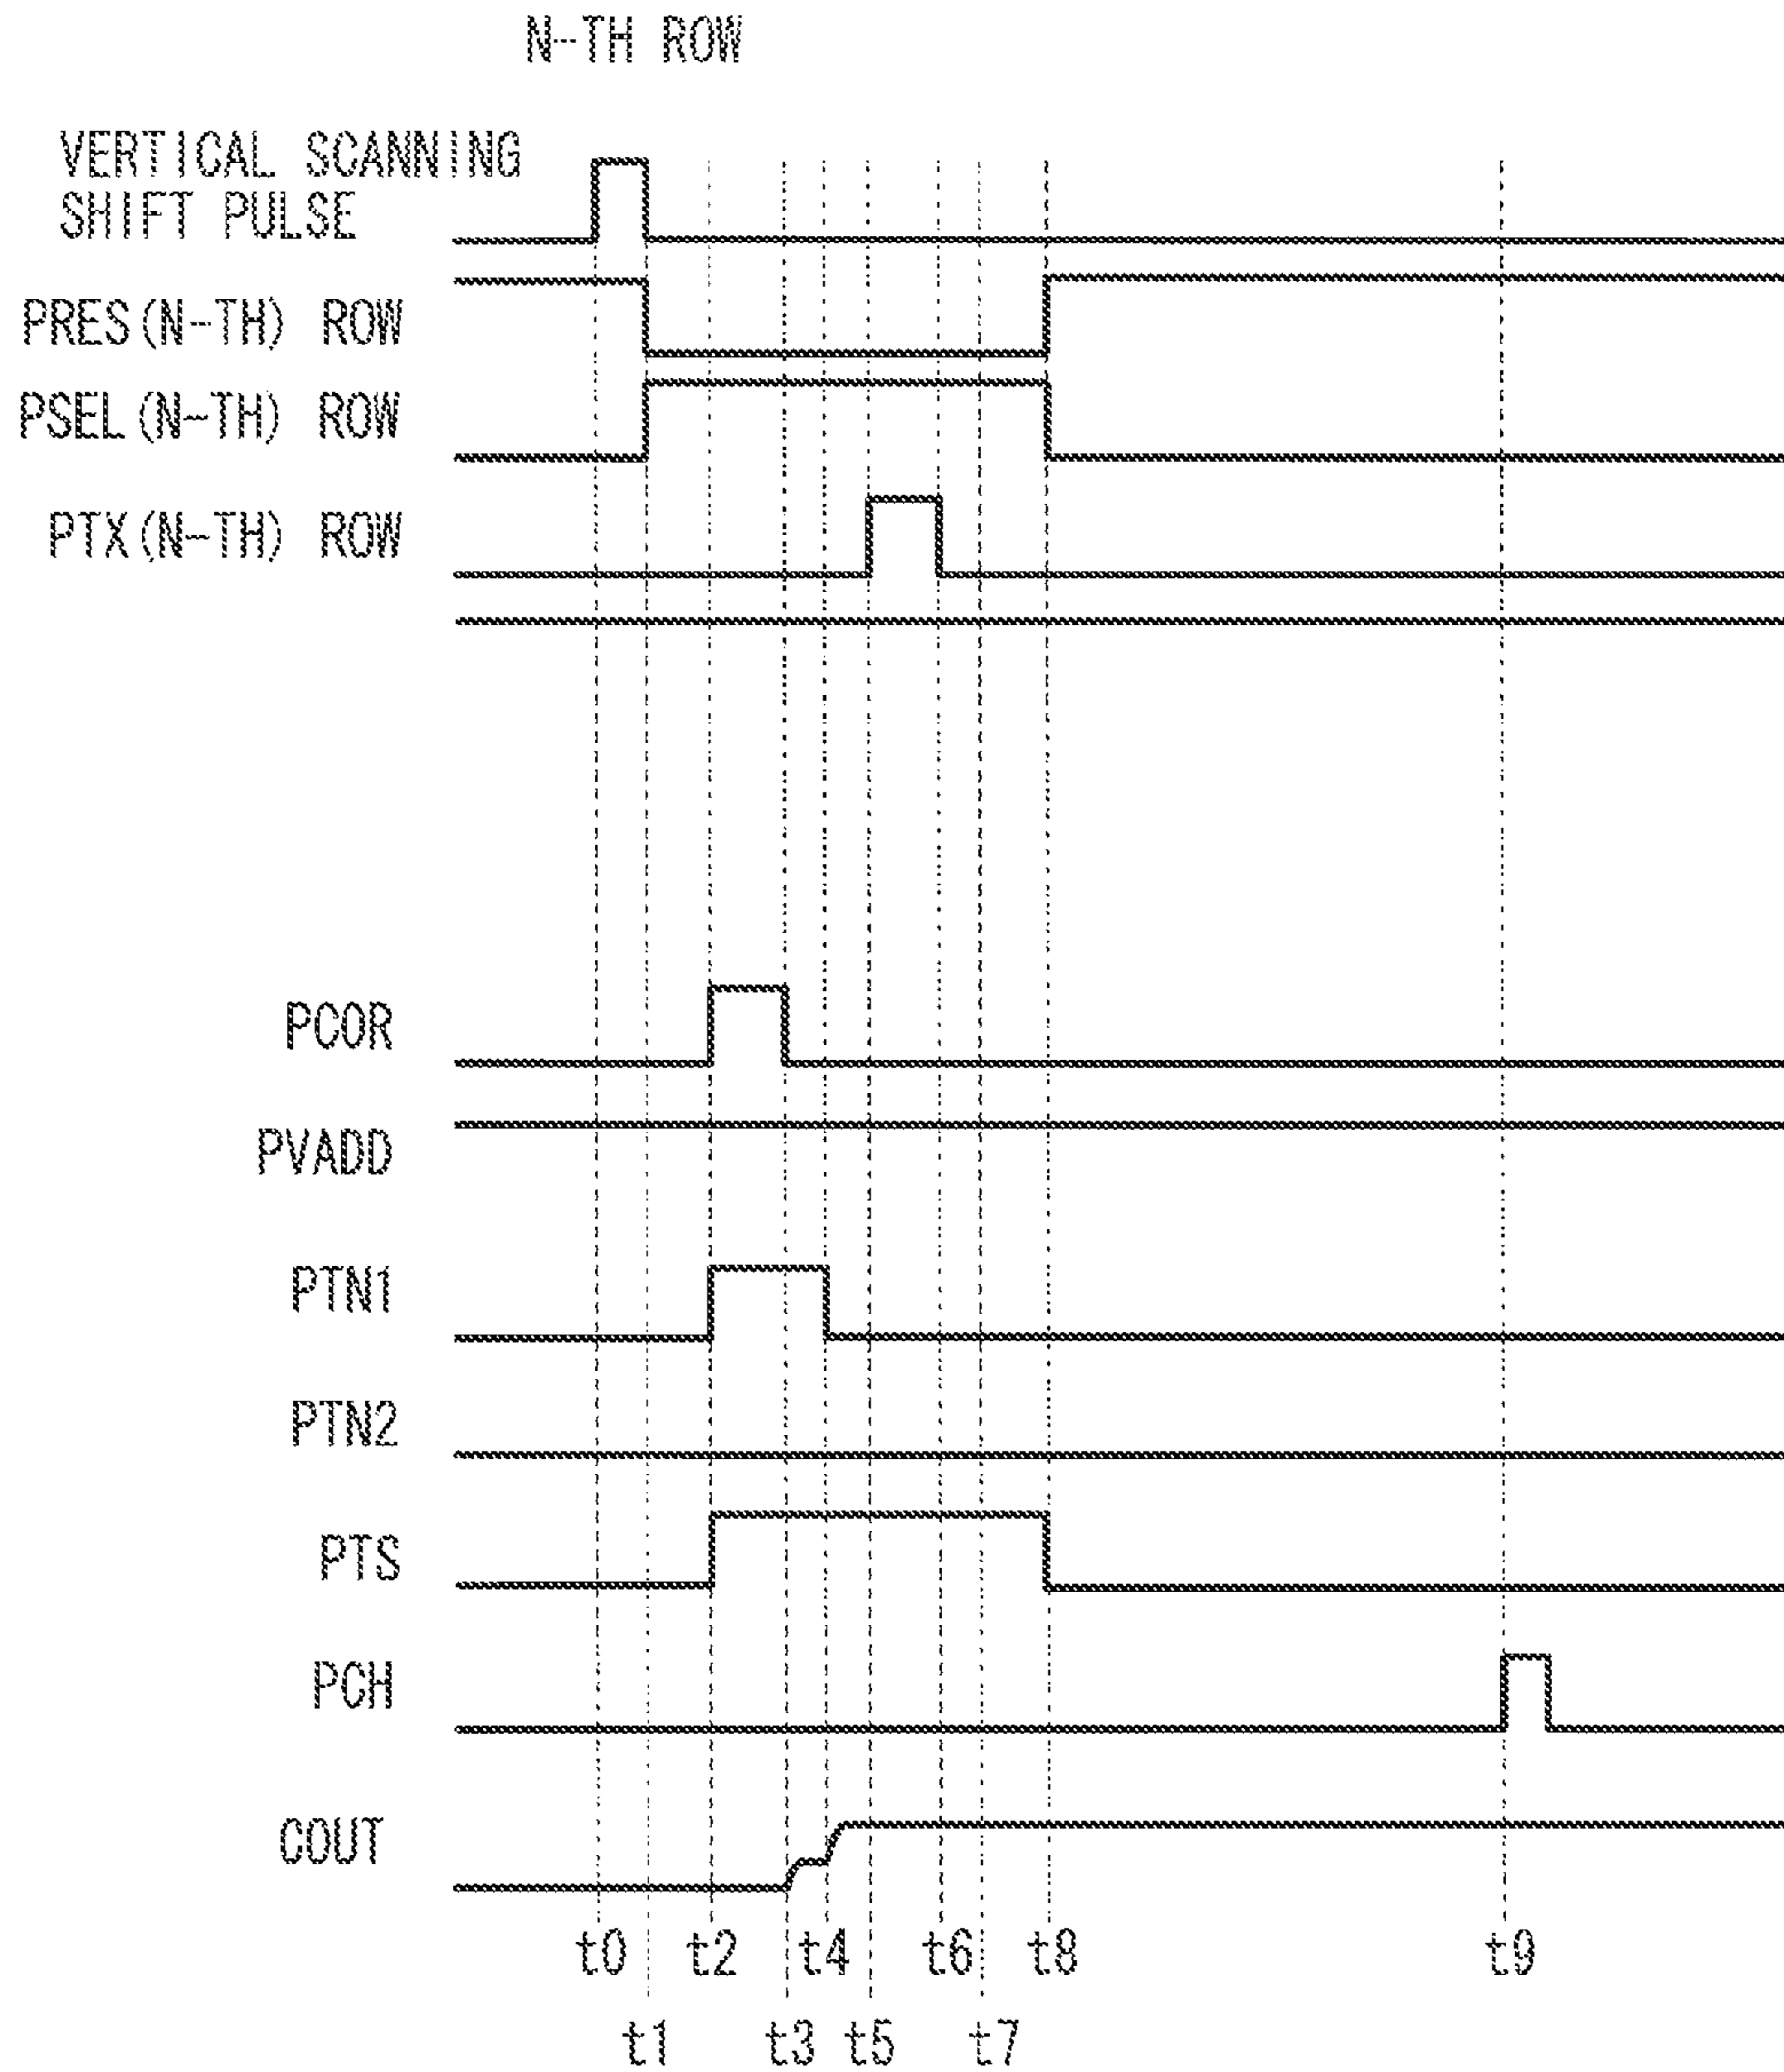 N-TH ROW
VERTICAL SCANNING
SHIFT PULSE
PRES(N-TH) ROW
PSEL(N-TH) ROW
PTX(N-TH) ROW
PCOR
PVADD
PTN1
PTN2
PTS
PCH
COUT
t0 t2 t4 t6 t8 t9
t1 t3 t5 t7